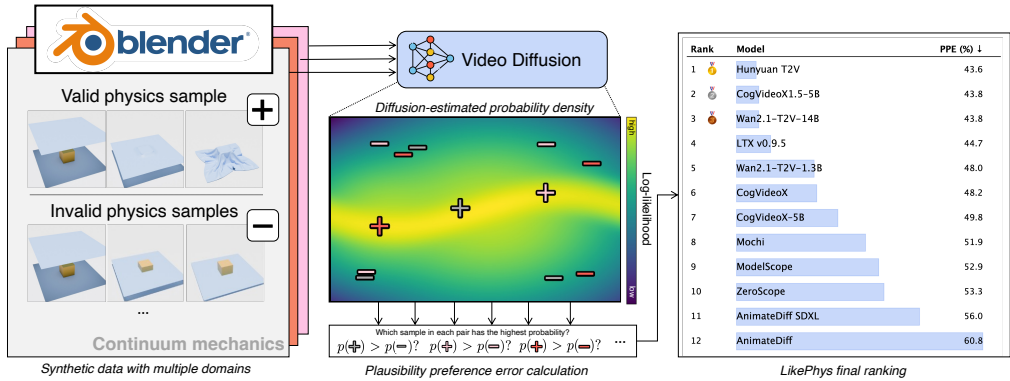 blender®
Valid physics sample
Invalid physics samples
...
Continuum mechanics
Synthetic data with multiple domains
Video Diffusion
Diffusion-estimated probability density
high
Log-likelihood
low
Which sample in each pair has the highest probability?
p(+) > p(−)? p(+) > p(−)? p(+) > p(−)? ...
Plausibility preference error calculation
Rank Model PPE (%) ↓
1 Hunyuan T2V 43.6
2 CogVideoX1.5-5B 43.8
3 Wan2.1-T2V-14B 43.8
4 LTX v0.9.5 44.7
5 Wan2.1-T2V-1.3B 48.0
6 CogVideoX 48.2
7 CogVideoX-5B 49.8
8 Mochi 51.9
9 ModelScope 52.9
10 ZeroScope 53.3
11 AnimateDiff SDXL 56.0
12 AnimateDiff 60.8
LikePhys final ranking